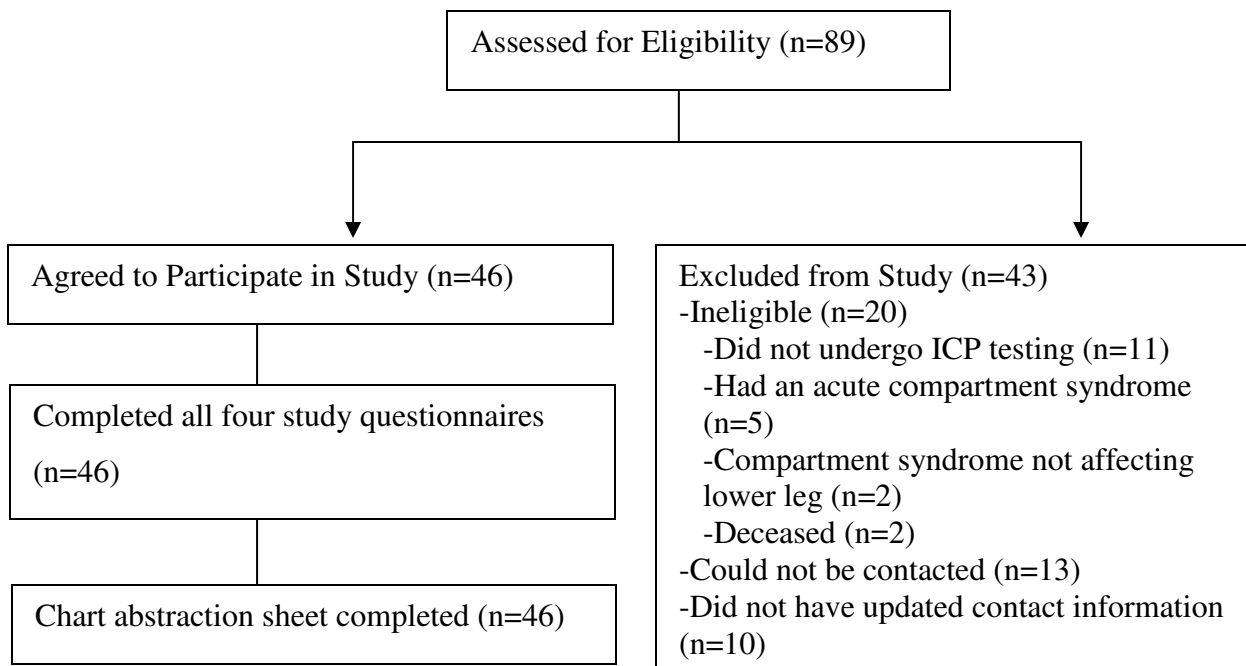 Assessed for Eligibility (n=89)
Agreed to Participate in Study (n=46)
Completed all four study questionnaires
(n=46)
Chart abstraction sheet completed (n=46)
Excluded from Study (n=43)
-Ineligible (n=20)
-Did not undergo ICP testing (n=11)
-Had an acute compartment syndrome
(n=5)
-Compartment syndrome not affecting
lower leg (n=2)
-Deceased (n=2)
-Could not be contacted (n=13)
-Did not have updated contact information
(n=10)